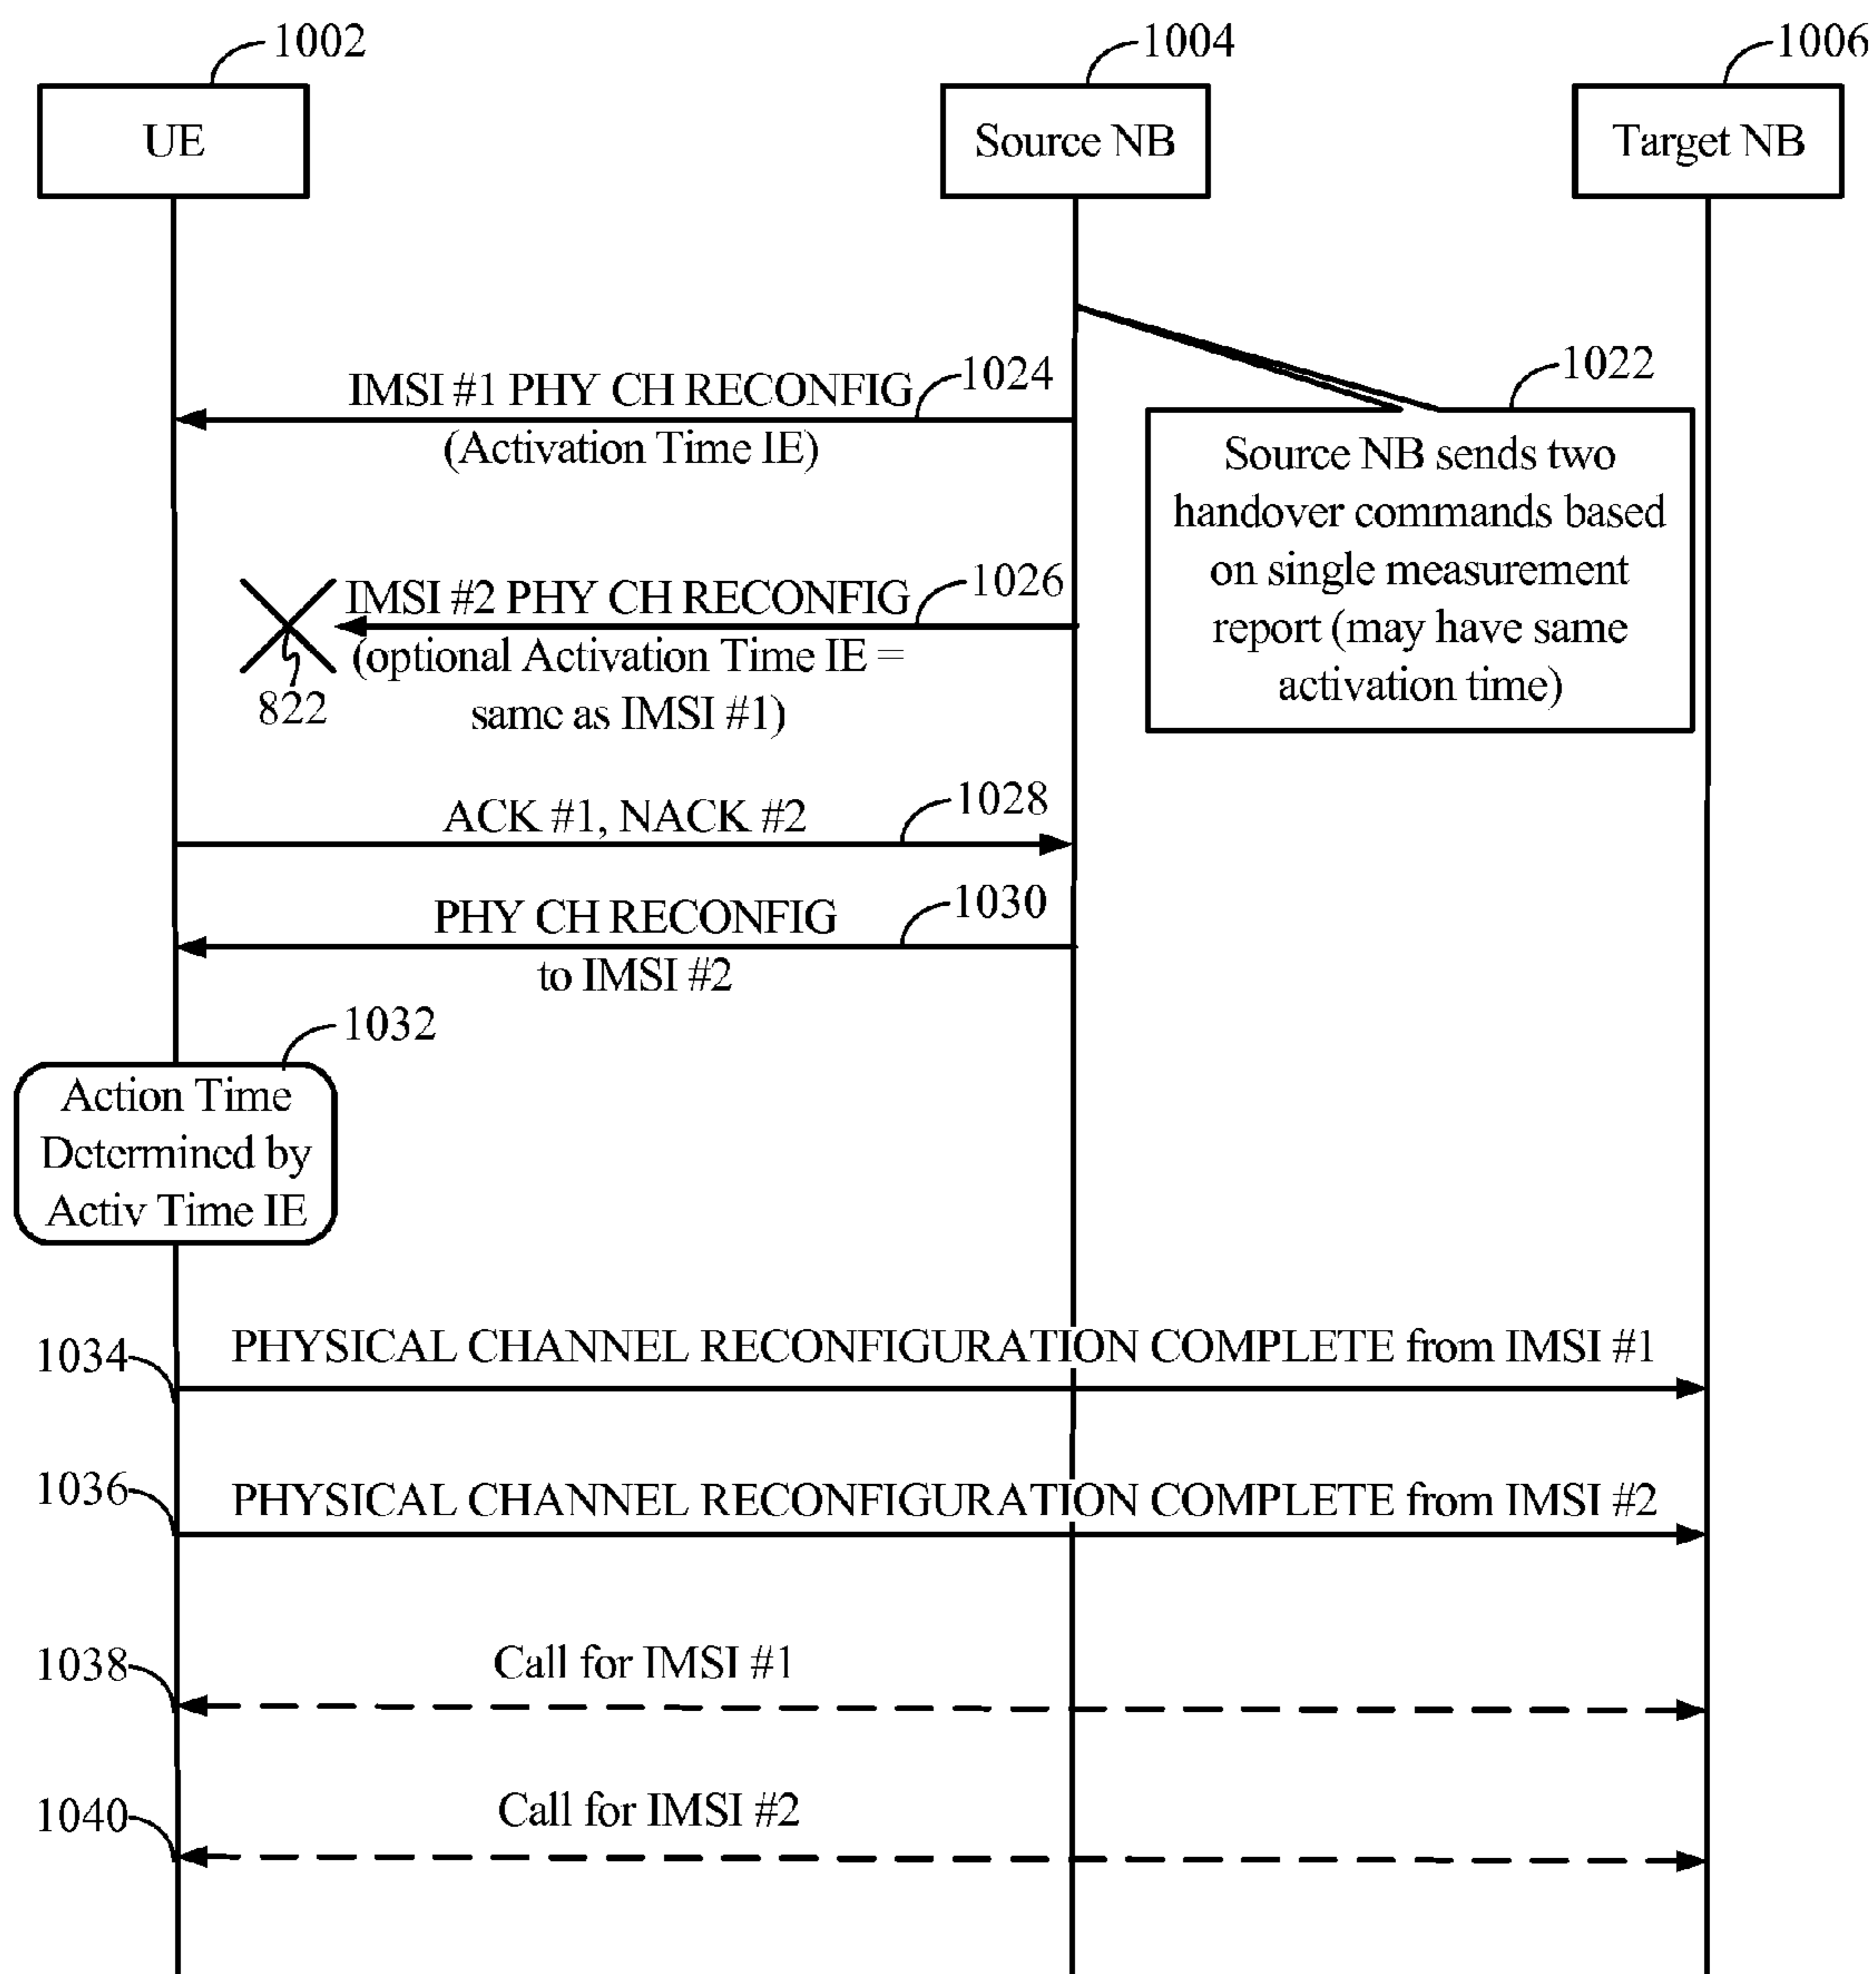 1002
1004
1006
UE
Source NB
Target NB
1022
IMSI #1 PHY CH RECONFIG
1024
(Activation Time IE)
Source NB sends two
handover commands based
on single measurement
report (may have same
activation time)
IMSI #2 PHY CH RECONFIG
1026
(optional Activation Time IE =
same as IMSI #1)
822
ACK #1, NACK #2
1028
PHY CH RECONFIG
1030
to IMSI #2
1032
Action Time
Determined by
Activ Time IE
1034
PHYSICAL CHANNEL RECONFIGURATION COMPLETE from IMSI #1
1036
PHYSICAL CHANNEL RECONFIGURATION COMPLETE from IMSI #2
1038
Call for IMSI #1
1040
Call for IMSI #2